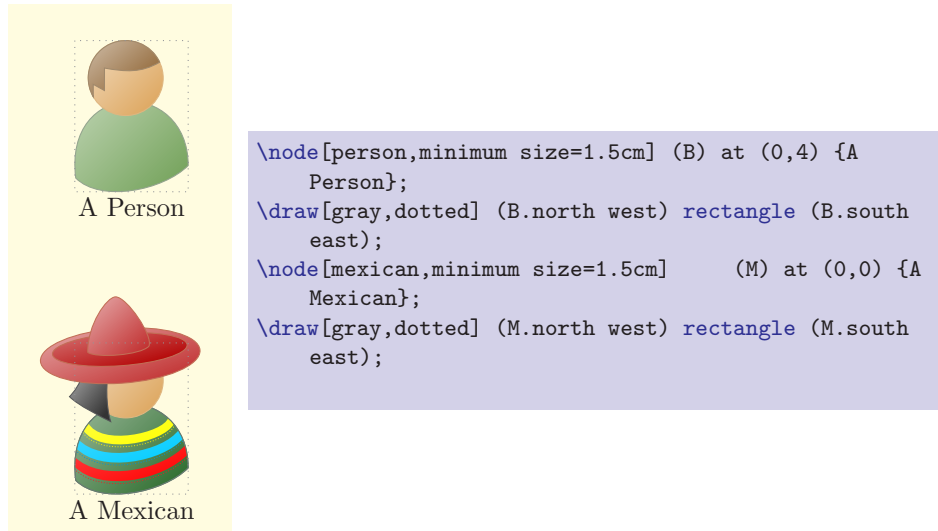 A Person
A Mexican
\node[person,minimum size=1.5cm] (B) at (0,4) {A
    Person};
\draw[gray,dotted] (B.north west) rectangle (B.south
    east);
\node[mexican,minimum size=1.5cm]     (M) at (0,0) {A
    Mexican};
\draw[gray,dotted] (M.north west) rectangle (M.south
    east);